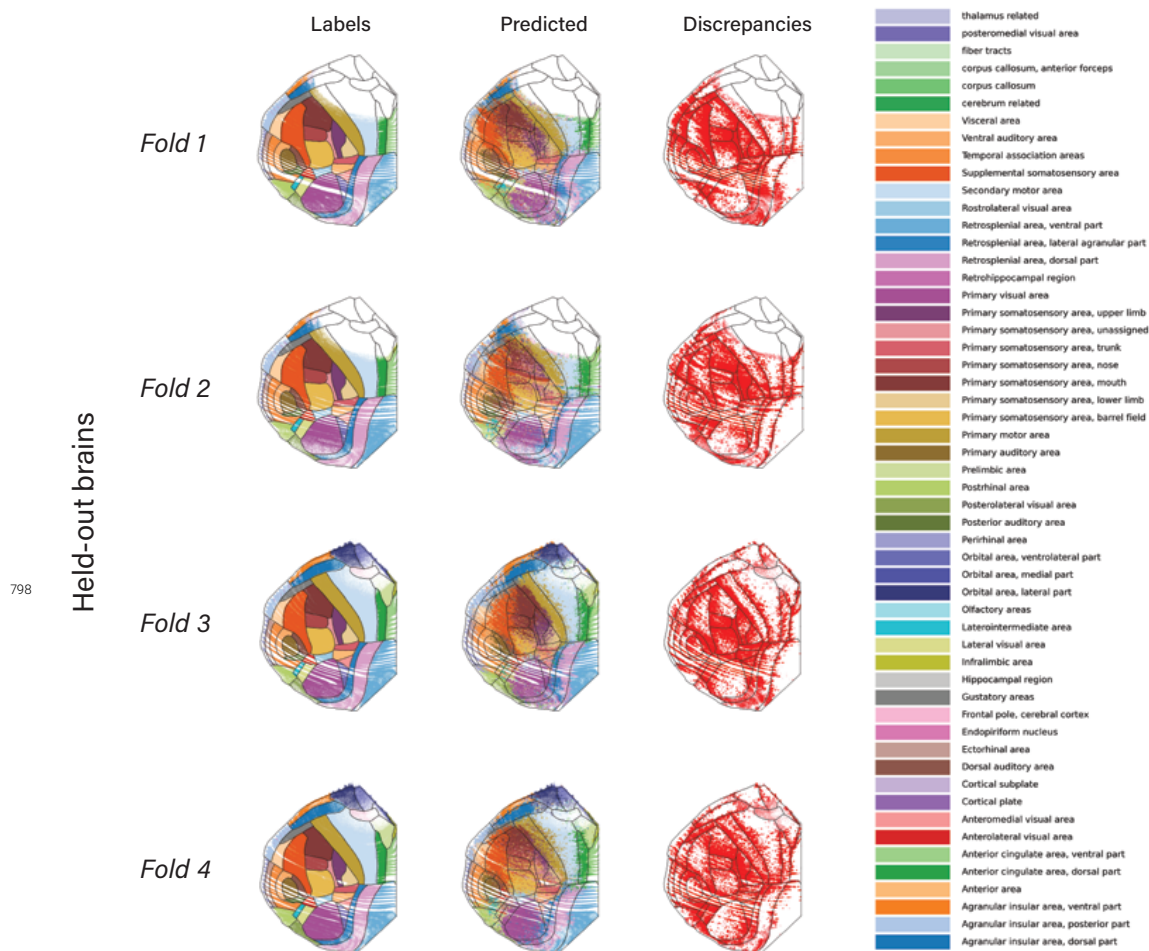 Labels
Predicted
Discrepancies
Held-out brains
Fold 1
Fold 2
Fold 3
Fold 4
798
thalamus related
posteromedial visual area
fiber tracts
corpus callosum, anterior forceps
corpus callosum
cerebrum related
Visceral area
Ventral auditory area
Temporal association areas
Supplemental somatosensory area
Secondary motor area
Rostrolateral visual area
Retrosplenial area, ventral part
Retrosplenial area, lateral agranular part
Retrosplenial area, dorsal part
Retrohippocampal region
Primary visual area
Primary somatosensory area, upper limb
Primary somatosensory area, unassigned
Primary somatosensory area, trunk
Primary somatosensory area, nose
Primary somatosensory area, mouth
Primary somatosensory area, lower limb
Primary somatosensory area, barrel field
Primary motor area
Primary auditory area
Prelimbic area
Postrhinal area
Posterolateral visual area
Posterior auditory area
Perirhinal area
Orbital area, ventrolateral part
Orbital area, medial part
Orbital area, lateral part
Olfactory areas
Laterointermediate area
Lateral visual area
Infralimbic area
Hippocampal region
Gustatory areas
Frontal pole, cerebral cortex
Endopiriform nucleus
Ectorhinal area
Dorsal auditory area
Cortical subplate
Cortical plate
Anteromedial visual area
Anterolateral visual area
Anterior cingulate area, ventral part
Anterior cingulate area, dorsal part
Anterior area
Agranular insular area, ventral part
Agranular insular area, posterior part
Agranular insular area, dorsal part